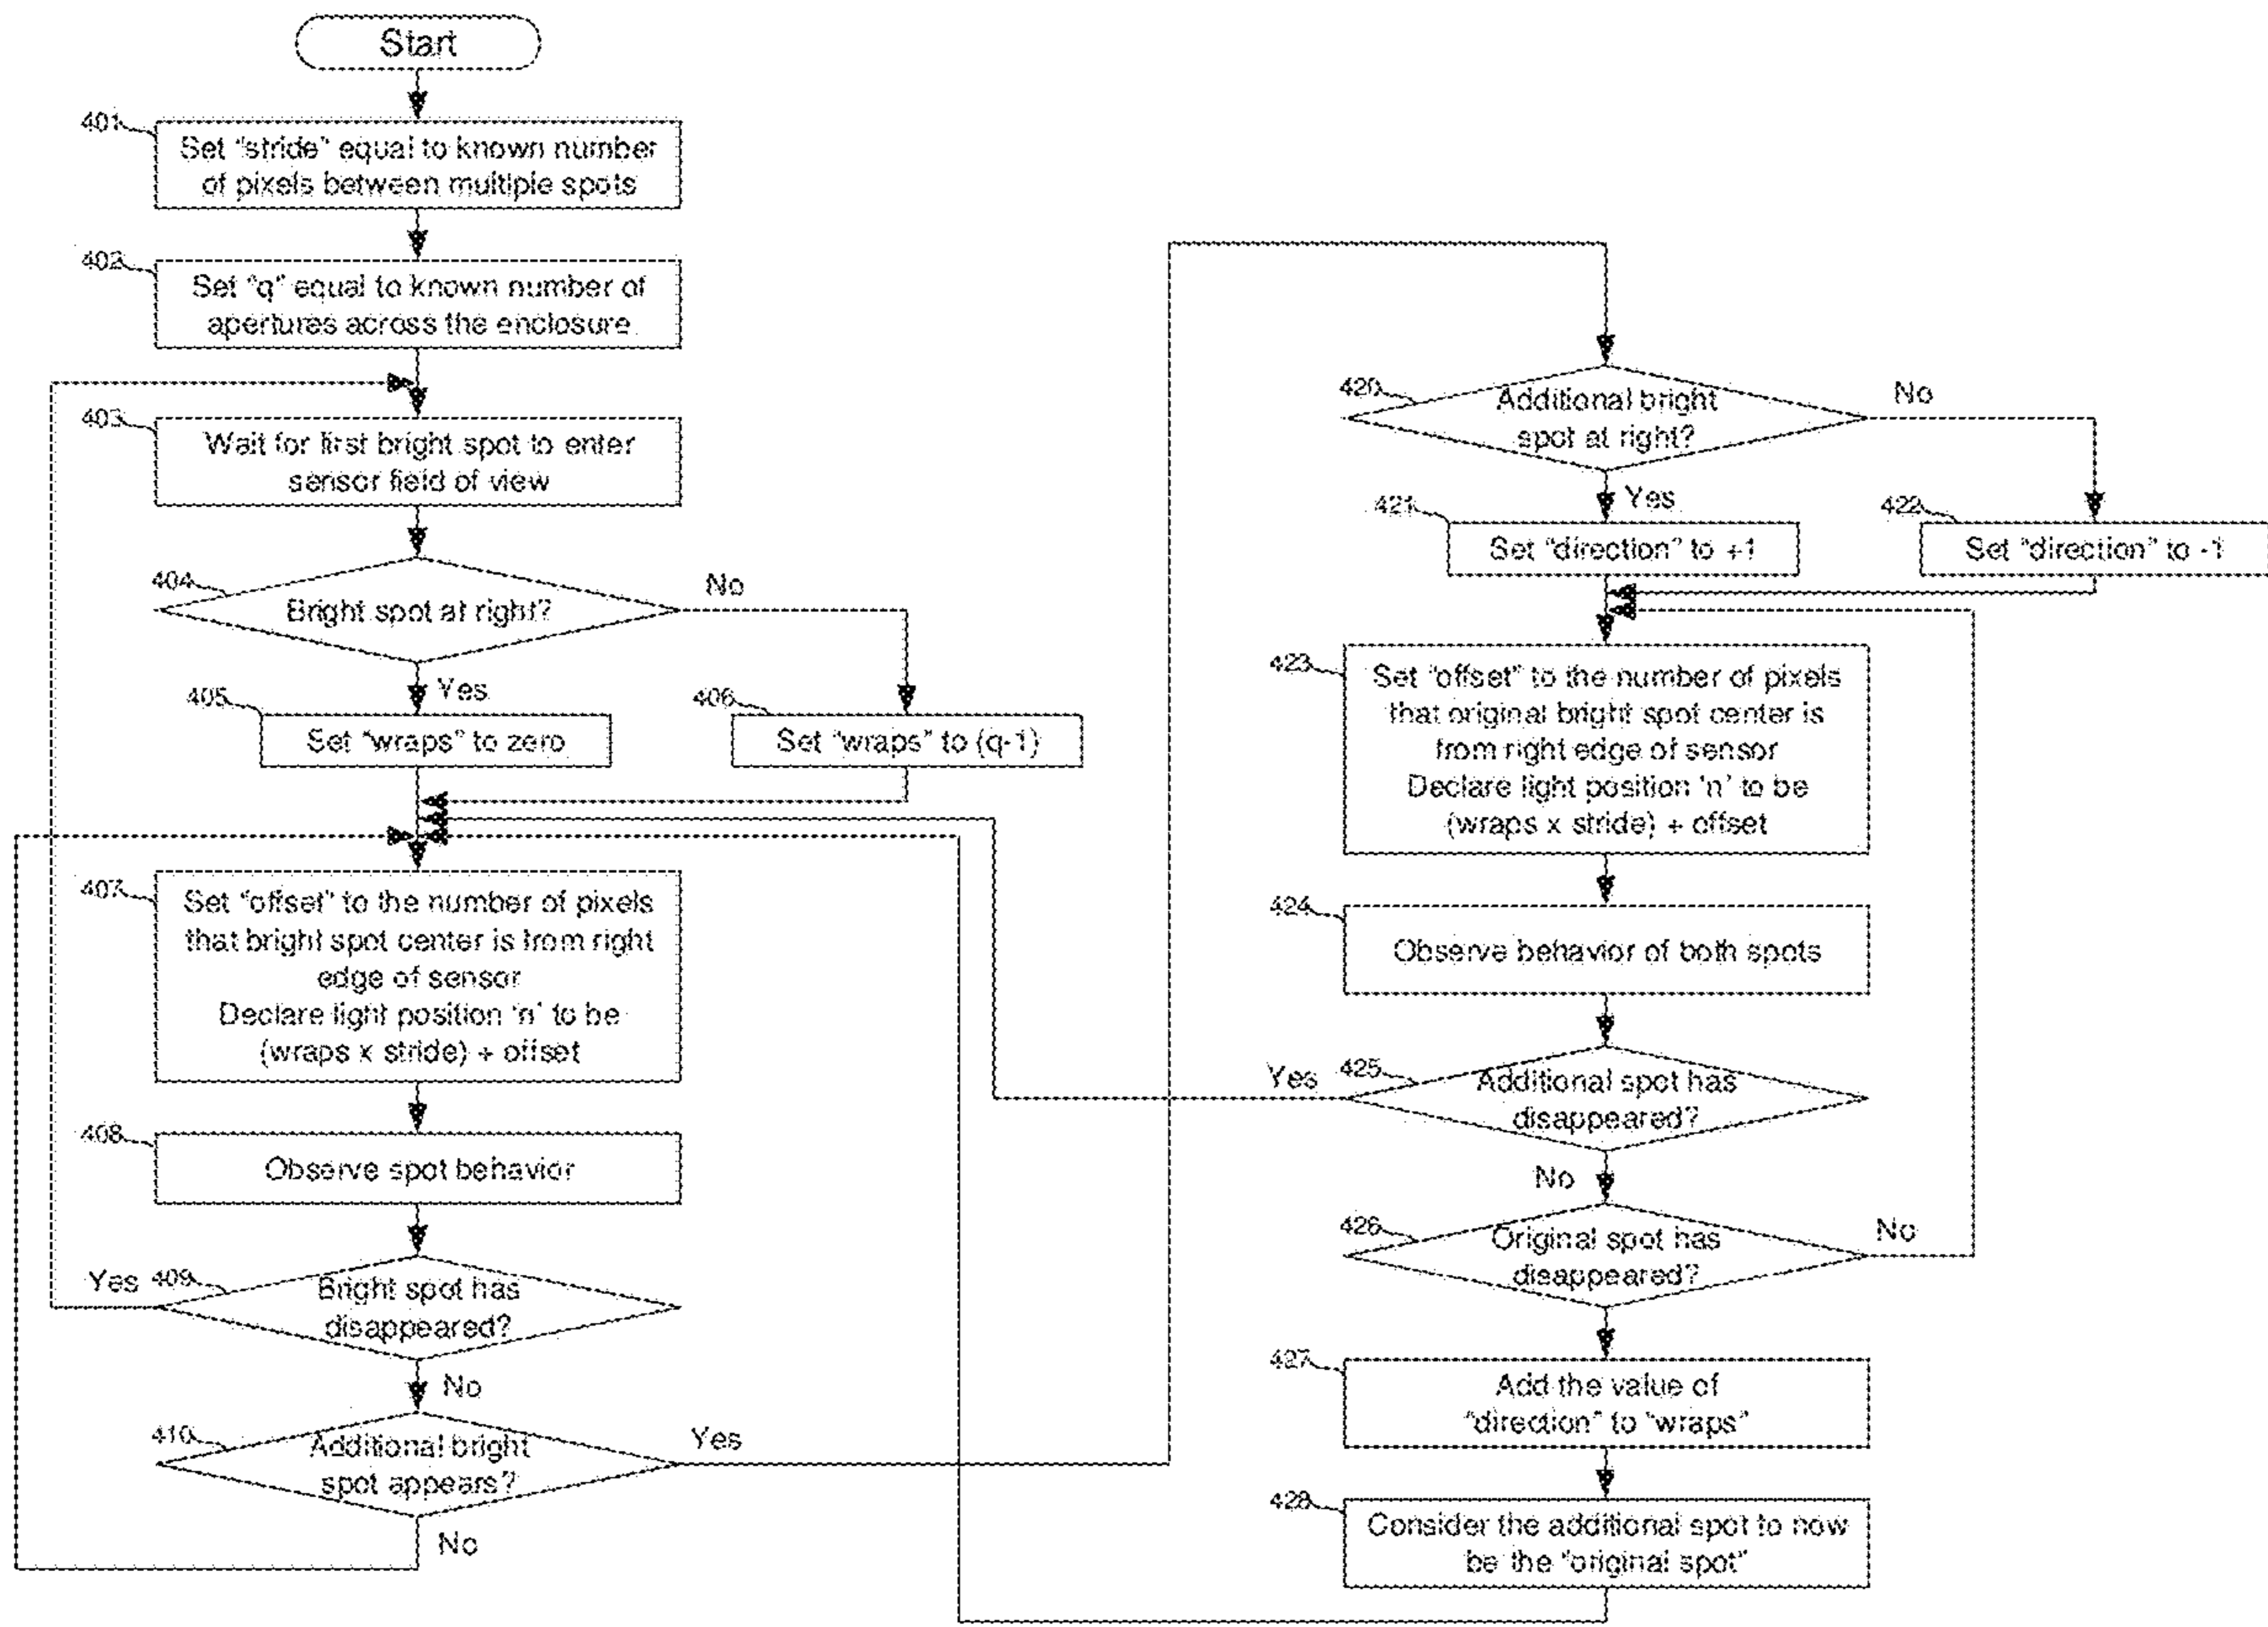 Start
401
Set "stride" equal to known number
of pixels between multiple spots
402
Set "q" equal to known number of
apertures across the enclosure
403
Wait for first bright spot to enter
sensor field of view
404
Bright spot at right?
No
Yes
405
Set "wraps" to zero
406
Set "wraps" to (q-1)
407
Set "offset" to the number of pixels
that bright spot center is from right
edge of sensor
Declare light position 'n' to be
(wraps x stride) + offset
408
Observe spot behavior
409
Yes
Bright spot has
disappeared?
No
410
Additional bright
spot appears?
Yes
No
420
Additional bright
spot at right?
No
Yes
421
Set "direction" to +1
422
Set "direction" to -1
423
Set "offset" to the number of pixels
that original bright spot center is
from right edge of sensor
Declare light position 'n' to be
(wraps x stride) + offset
424
Observe behavior of both spots
425
Yes
Additional spot has
disappeared?
No
426
Original spot has
disappeared?
No
427
Add the value of
"direction" to "wraps"
428
Consider the additional spot to now
be the "original spot"